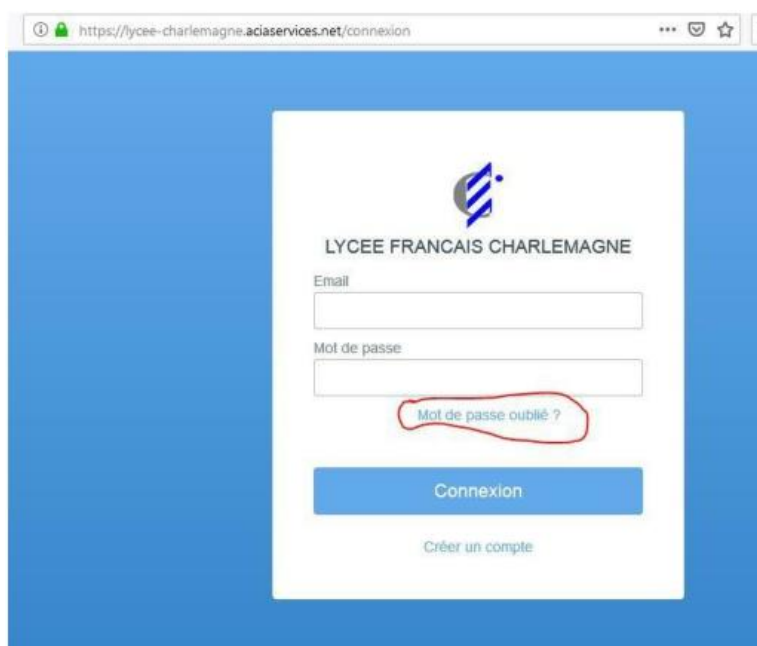 https://lycee-charlemagne.aciaservices.net/connexion
LYCEE FRANCAIS CHARLEMAGNE
Email
Mot de passe
Mot de passe oublié ?
Connexion
Créer un compte